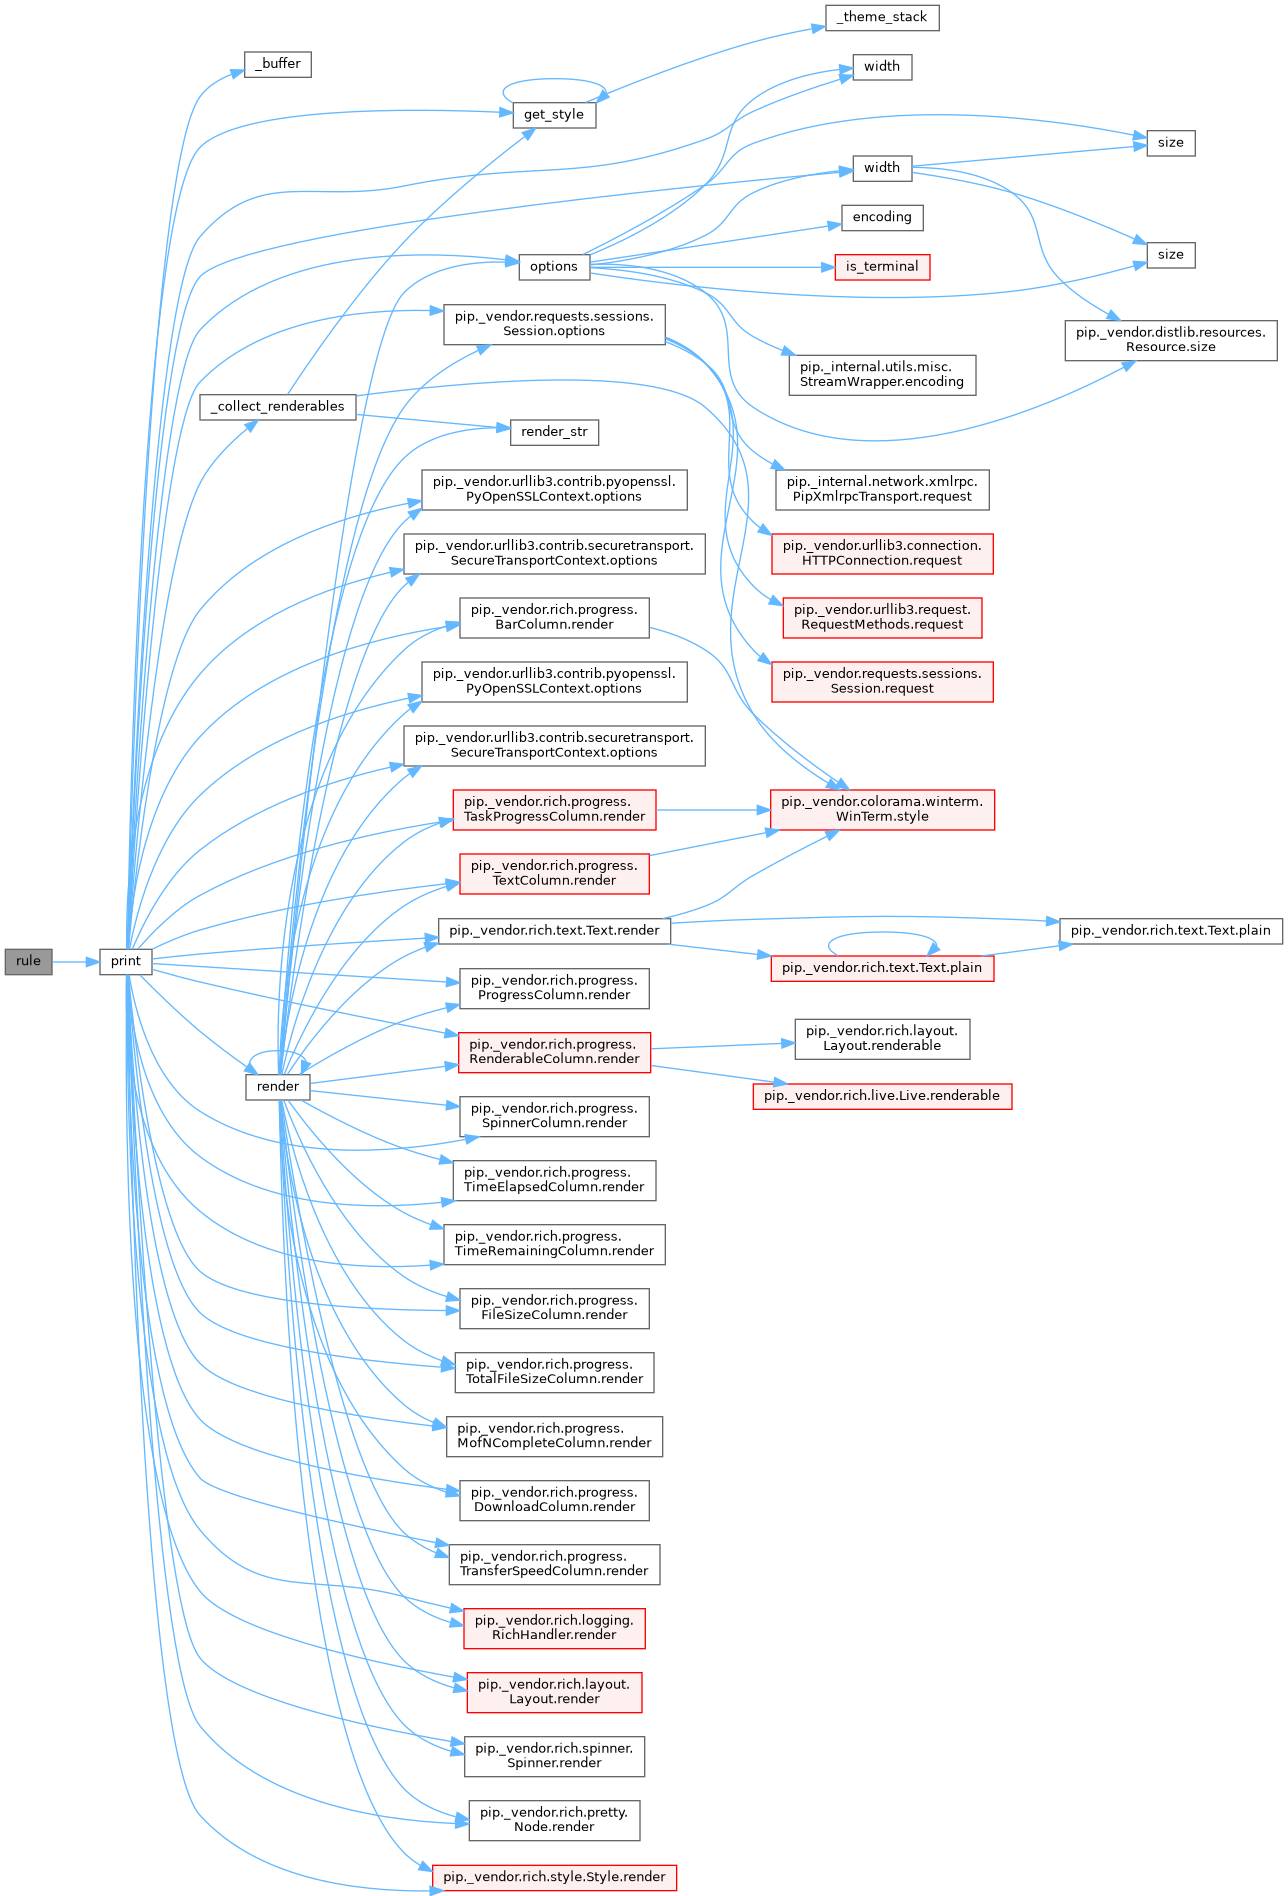 _theme_stack
_buffer
width
get_style
size
width
encoding
size
options
is_terminal
pip._vendor.requests.sessions.
Session.options
pip._vendor.distlib.resources.
Resource.size
pip._internal.utils.misc.
StreamWrapper.encoding
_collect_renderables
render_str
pip._vendor.urllib3.contrib.pyopenssl.
PyOpenSSLContext.options
pip._internal.network.xmlrpc.
PipXmlrpcTransport.request
pip._vendor.urllib3.contrib.securetransport.
SecureTransportContext.options
pip._vendor.urllib3.connection.
HTTPConnection.request
pip._vendor.rich.progress.
BarColumn.render
pip._vendor.urllib3.request.
RequestMethods.request
pip._vendor.urllib3.contrib.pyopenssl.
PyOpenSSLContext.options
pip._vendor.requests.sessions.
Session.request
pip._vendor.urllib3.contrib.securetransport.
SecureTransportContext.options
pip._vendor.rich.progress.
TaskProgressColumn.render
pip._vendor.colorama.winterm.
WinTerm.style
pip._vendor.rich.progress.
TextColumn.render
pip._vendor.rich.text.Text.render
pip._vendor.rich.text.Text.plain
rule
print
pip._vendor.rich.text.Text.plain
pip._vendor.rich.progress.
ProgressColumn.render
pip._vendor.rich.progress.
RenderableColumn.render
pip._vendor.rich.layout.
Layout.renderable
render
pip._vendor.rich.live.Live.renderable
pip._vendor.rich.progress.
SpinnerColumn.render
pip._vendor.rich.progress.
TimeElapsedColumn.render
pip._vendor.rich.progress.
TimeRemainingColumn.render
pip._vendor.rich.progress.
FileSizeColumn.render
pip._vendor.rich.progress.
TotalFileSizeColumn.render
pip._vendor.rich.progress.
MofNCompleteColumn.render
pip._vendor.rich.progress.
DownloadColumn.render
pip._vendor.rich.progress.
TransferSpeedColumn.render
pip._vendor.rich.logging.
RichHandler.render
pip._vendor.rich.layout.
Layout.render
pip._vendor.rich.spinner.
Spinner.render
pip._vendor.rich.pretty.
Node.render
pip._vendor.rich.style.Style.render